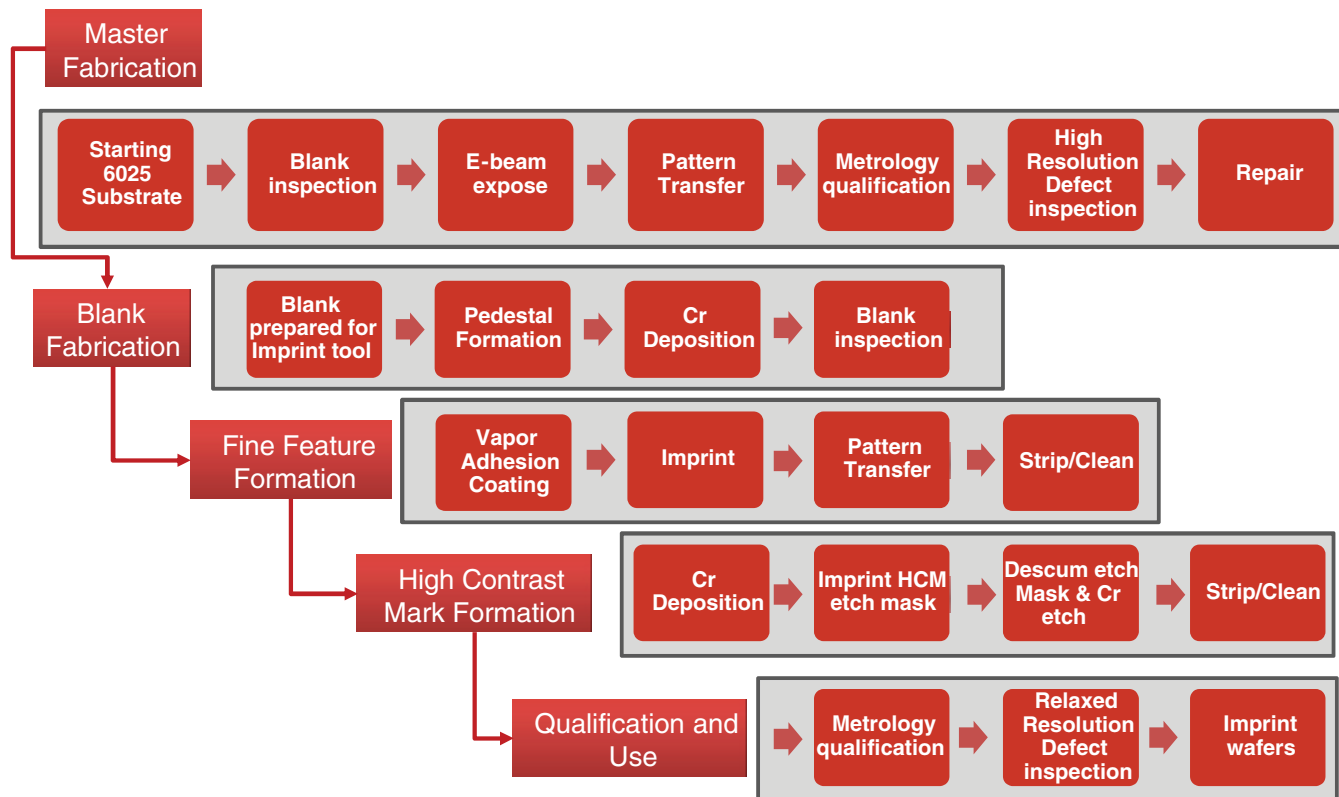 Master
Fabrication
Starting
6025
Substrate
Blank
inspection
E-beam
expose
Pattern
Transfer
Metrology
qualification
High
Resolution
Defect
inspection
Repair
Blank
Fabrication
Blank
prepared for
Imprint tool
Pedestal
Formation
Cr
Deposition
Blank
inspection
Fine Feature
Formation
Vapor
Adhesion
Coating
Imprint
Pattern
Transfer
Strip/Clean
High Contrast
Mark Formation
Cr
Deposition
Imprint HCM
etch mask
Descum etch
Mask & Cr
etch
Strip/Clean
Qualification and
Use
Metrology
qualification
Relaxed
Resolution
Defect
inspection
Imprint
wafers